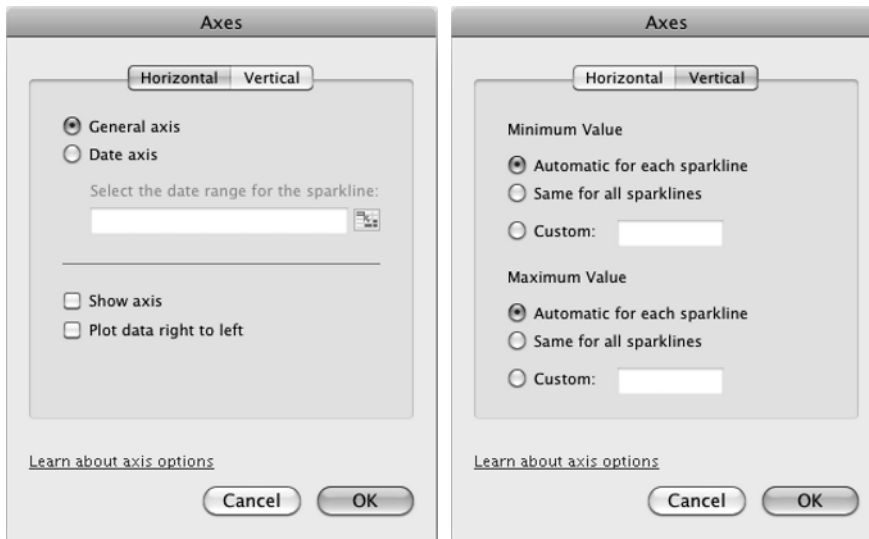 Axes
Horizontal Vertical
General axis
Date axis
Select the date range for the sparkline:
Show axis
Plot data right to left
Learn about axis options
Cancel OK
Axes
Horizontal Vertical
Minimum Value
Automatic for each sparkline
Same for all sparklines
Custom:
Maximum Value
Automatic for each sparkline
Same for all sparklines
Custom:
Learn about axis options
Cancel OK